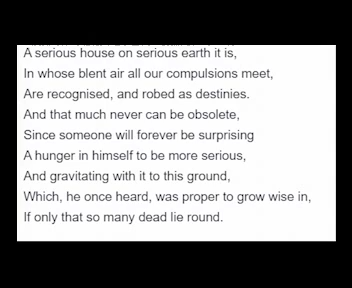 A serious house on serious earth it is,
In whose blent air all our compulsions meet,
Are recognised, and robed as destinies.
And that much never can be obsolete,
Since someone will forever be surprising
A hunger in himself to be more serious,
And gravitating with it to this ground,
Which, he once heard, was proper to grow wise in,
If only that so many dead lie round.